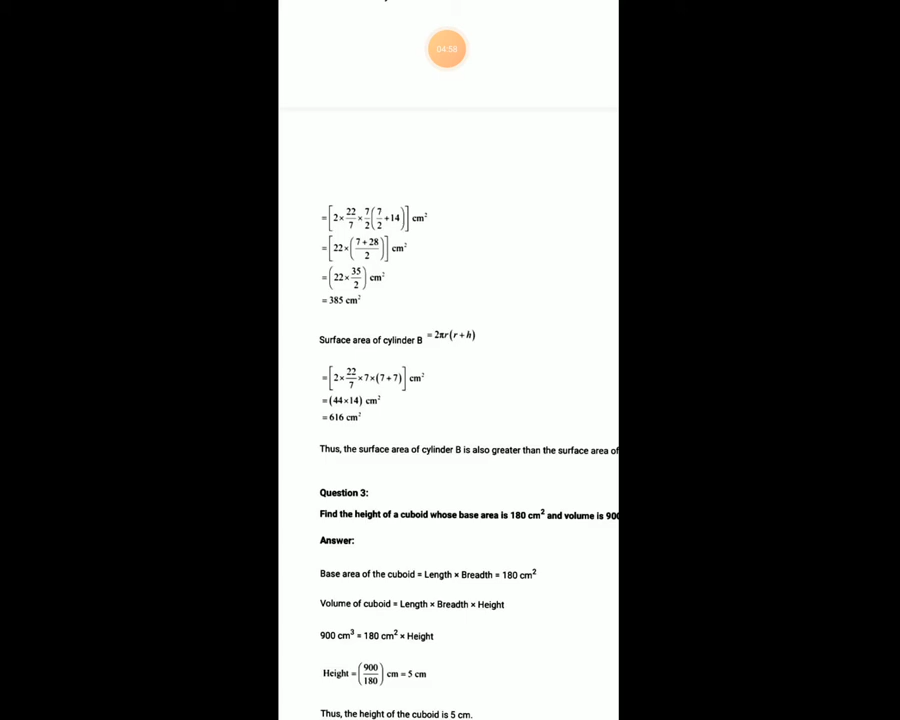 04:58
= [2 × 22/7 × 7/2 (7/2 + 14)] cm²
= [22 × ((7 + 28)/2)] cm²
= (22 × 35/2) cm²
= 385 cm²
Surface area of cylinder B = 2πr(r + h)
= [2 × 22/7 × 7 × (7 + 7)] cm²
= (44 × 14) cm²
= 616 cm²
Thus, the surface area of cylinder B is also greater than the surface area of
Question 3:
Find the height of a cuboid whose base area is 180 cm² and volume is 900
Answer:
Base area of the cuboid = Length × Breadth = 180 cm²
Volume of cuboid = Length × Breadth × Height
900 cm³ = 180 cm² × Height
Height = (900/180) cm = 5 cm
Thus, the height of the cuboid is 5 cm.